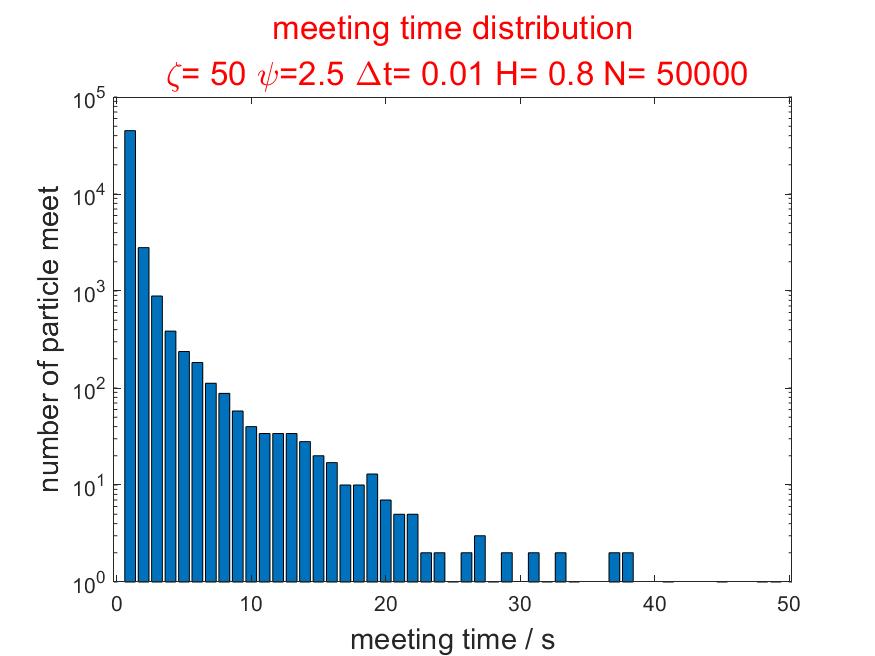 meeting time distribution
ζ= 50 ψ=2.5 Δt= 0.01 H= 0.8 N= 50000
10^5
10^4
10^3
10^2
10^1
10^0
number of particle meet
0 10 20 30 40 50
meeting time / s